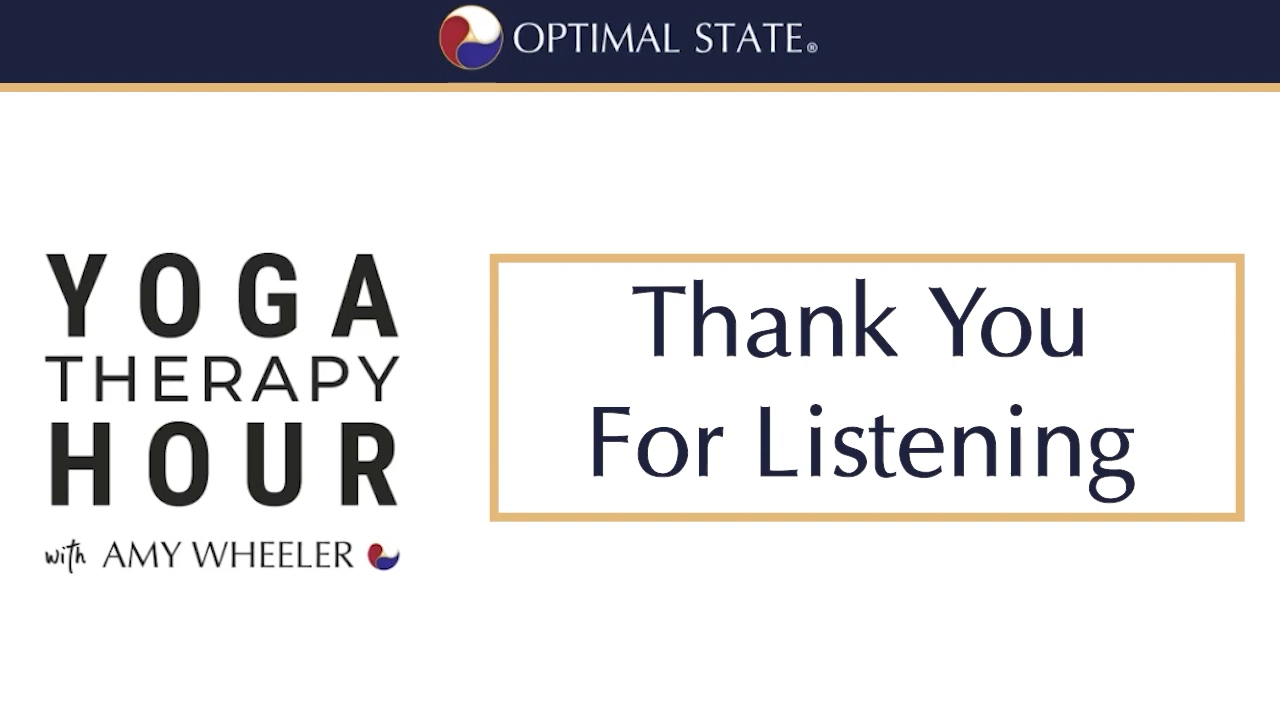 OPTIMAL STATE®
YOGA
THERAPY
HOUR
with AMY WHEELER
Thank You
For Listening